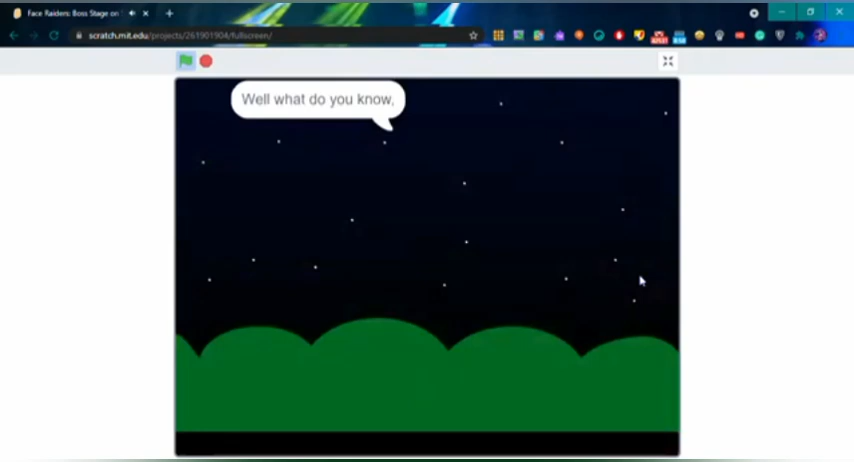 Face Raiders: Boss Stage on
scratch.mit.edu/projects/261901904/fullscreen/
Well what do you know,